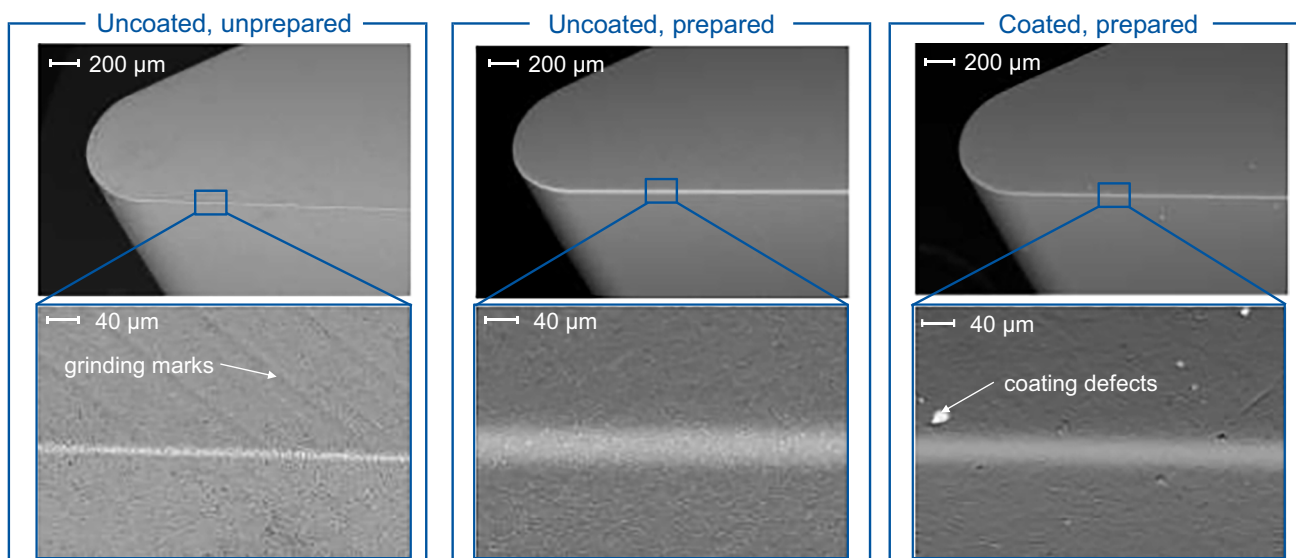 Uncoated, unprepared
200 µm
40 µm
grinding marks
Uncoated, prepared
200 µm
40 µm
Coated, prepared
200 µm
40 µm
coating defects